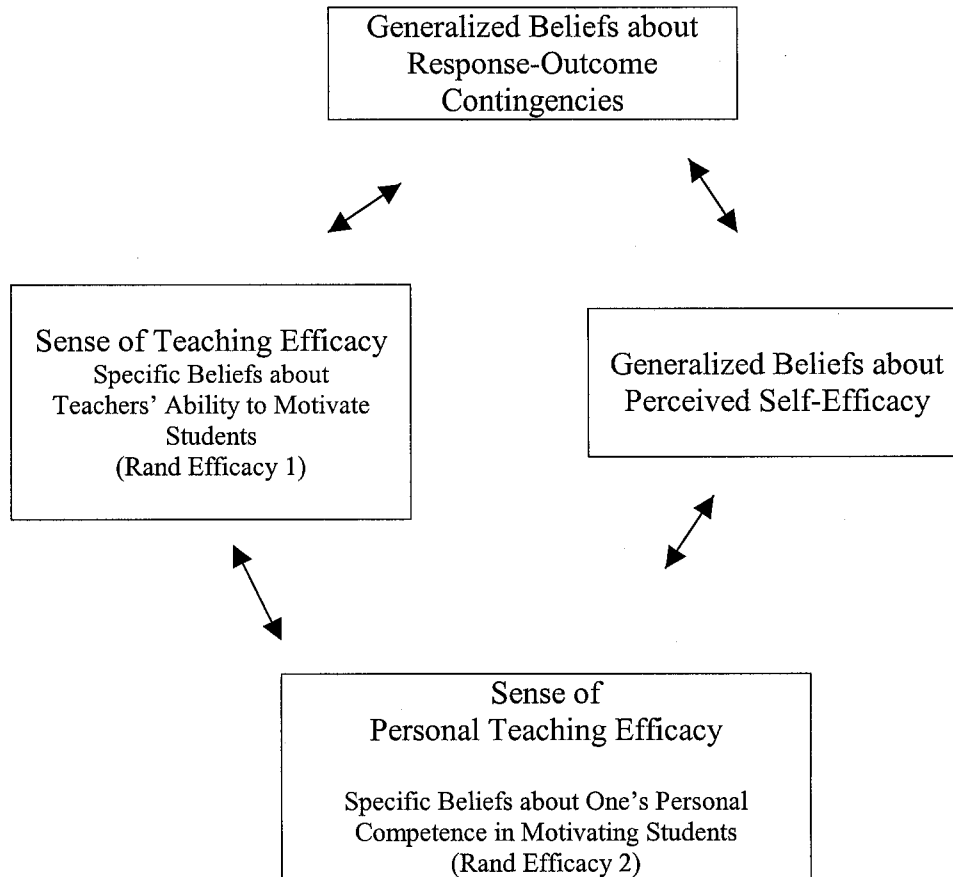 Generalized Beliefs about
Response-Outcome
Contingencies
Sense of Teaching Efficacy
Specific Beliefs about
Teachers’ Ability to Motivate
Students
(Rand Efficacy 1)
Generalized Beliefs about
Perceived Self-Efficacy
Sense of
Personal Teaching Efficacy
Specific Beliefs about One’s Personal
Competence in Motivating Students
(Rand Efficacy 2)